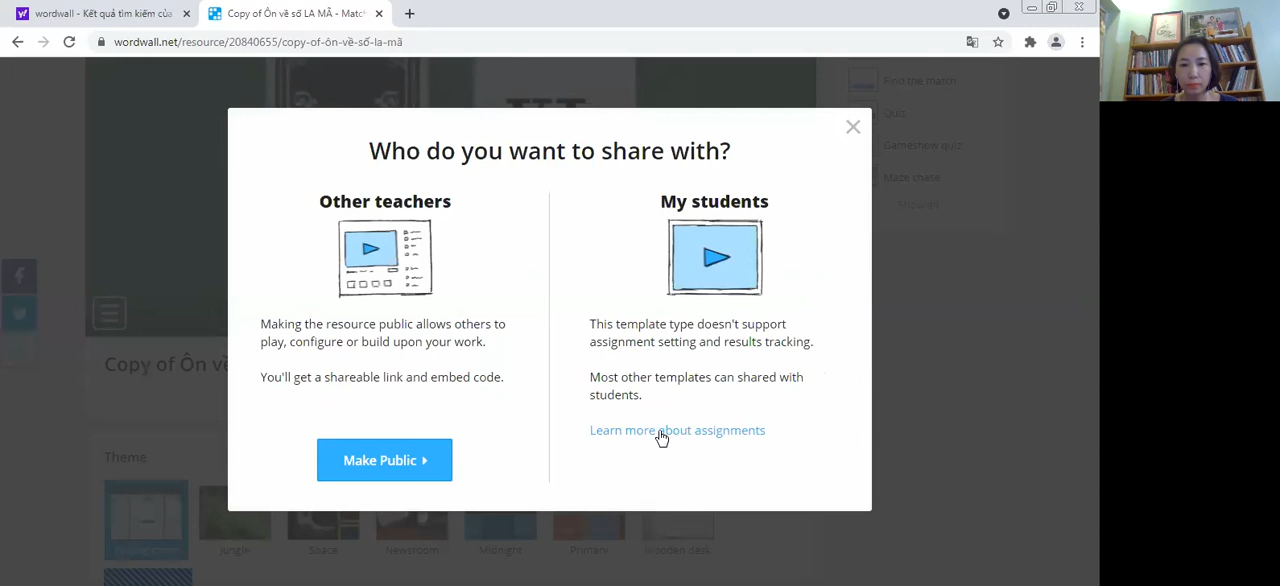 wordwall - Kết quả tìm kiếm củ
Copy of Ôn về số LA MẢ - Matc
wordwall.net/resource/20840655/copy-of-ôn-về-số-la-mã
Find the match
Quiz
Gameshow quiz
Maze chase
Show all
Who do you want to share with?
Other teachers
My students
Making the resource public allows others to
play, configure or build upon your work.
You'll get a shareable link and embed code.
Make Public
This template type doesn't support
assignment setting and results tracking.
Most other templates can shared with
students.
Learn more about assignments
Copy of Ôn về
Theme
Jungle
Space
Newsroom
Midnight
Primary
Wooden desk